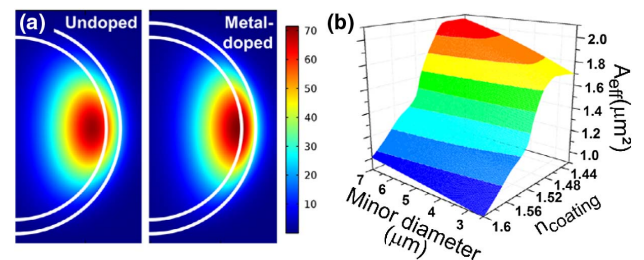 (a) Undoped
Metal-
doped
70
60
50
40
30
20
10
(b)
2.0
1.8
1.6
1.4
1.2
1.0
Aeff(μm²)
7
6
5
4
3
Minor diameter
(μm)
1.6
1.56
1.52
1.48
1.44
ncoating